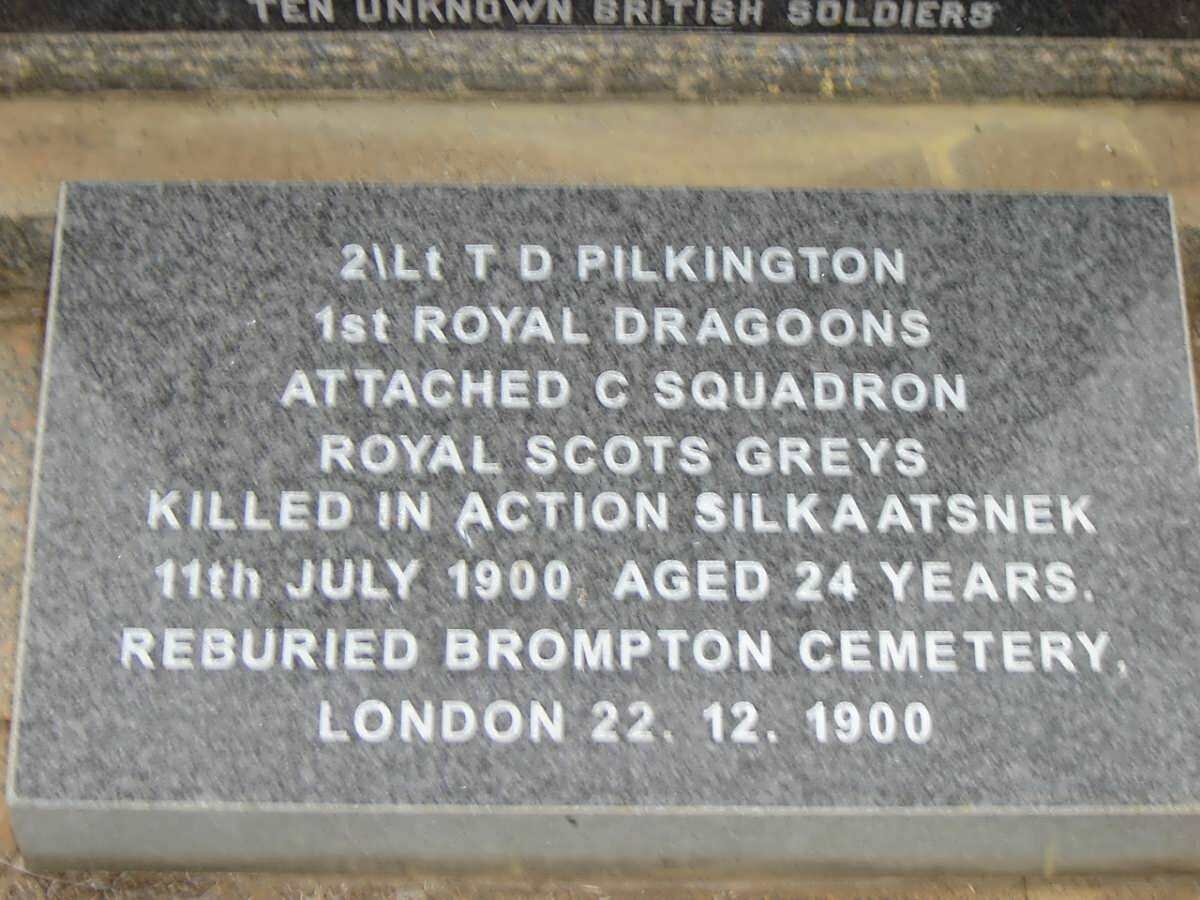 TEN UNKNOWN BRITISH SOLDIERS
2\Lt T D PILKINGTON
1st ROYAL DRAGOONS
ATTACHED C SQUADRON
ROYAL SCOTS GREYS
KILLED IN ACTION SILKAATSNEK
11th JULY 1900, AGED 24 YEARS.
REBURIED BROMPTON CEMETERY,
LONDON 22. 12. 1900